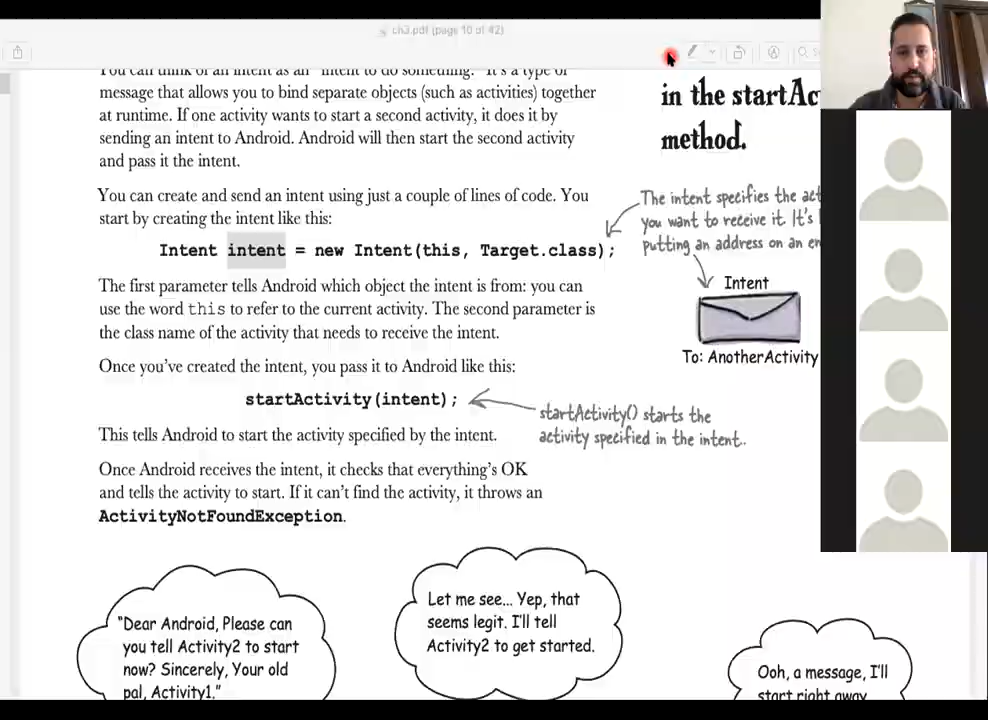 ch3.pdf (page 10 of 42)
You can think of an intent as an "intent to do something." It's a type of
message that allows you to bind separate objects (such as activities) together
at runtime. If one activity wants to start a second activity, it does it by
sending an intent to Android. Android will then start the second activity
and pass it the intent.
in the startAc
method.
You can create and send an intent using just a couple of lines of code. You
start by creating the intent like this:
Intent intent = new Intent(this, Target.class);
The intent specifies the act
you want to receive it. It's l
putting an address on an en
Intent
To: AnotherActivity
The first parameter tells Android which object the intent is from: you can
use the word this to refer to the current activity. The second parameter is
the class name of the activity that needs to receive the intent.
Once you've created the intent, you pass it to Android like this:
startActivity(intent);
startActivity() starts the
activity specified in the intent..
This tells Android to start the activity specified by the intent.
Once Android receives the intent, it checks that everything's OK
and tells the activity to start. If it can't find the activity, it throws an
ActivityNotFoundException.
"Dear Android, Please can
you tell Activity2 to start
now? Sincerely, Your old
pal, Activity1."
Let me see... Yep, that
seems legit. I'll tell
Activity2 to get started.
Ooh, a message, I'll
start right away